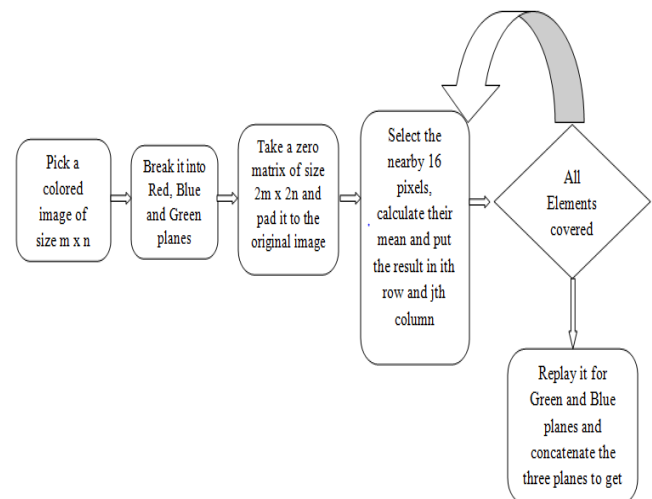 Pick a
colored
image of
size m x n
Break it into
Red, Blue
and Green
planes
Take a zero
matrix of size
2m x 2n and
pad it to the
original image
Select the
nearby 16
pixels,
calculate their
mean and put
the result in ith
row and jth
column
All
Elements
covered
Replay it for
Green and Blue
planes and
concatenate the
three planes to get